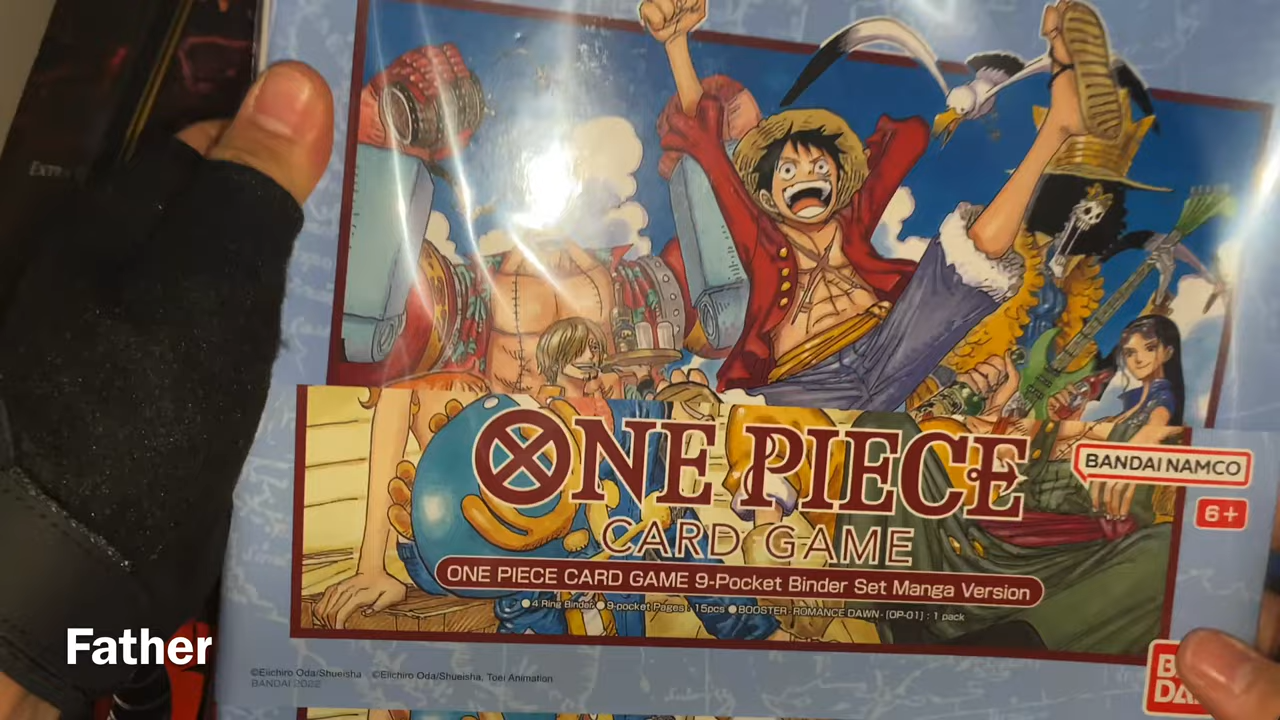 ONE PIECE
CARD GAME
BANDAI NAMCO
6+
ONE PIECE CARD GAME 9-Pocket Binder Set Manga Version
●4 Ring Binder ●9-pocket Pages : 15pcs ●BOOSTER-ROMANCE DAWN-[OP-01] : 1 pack
Father
©Eiichiro Oda/Shueisha ©Eiichiro Oda/Shueisha, Toei Animation
BANDAI 2022